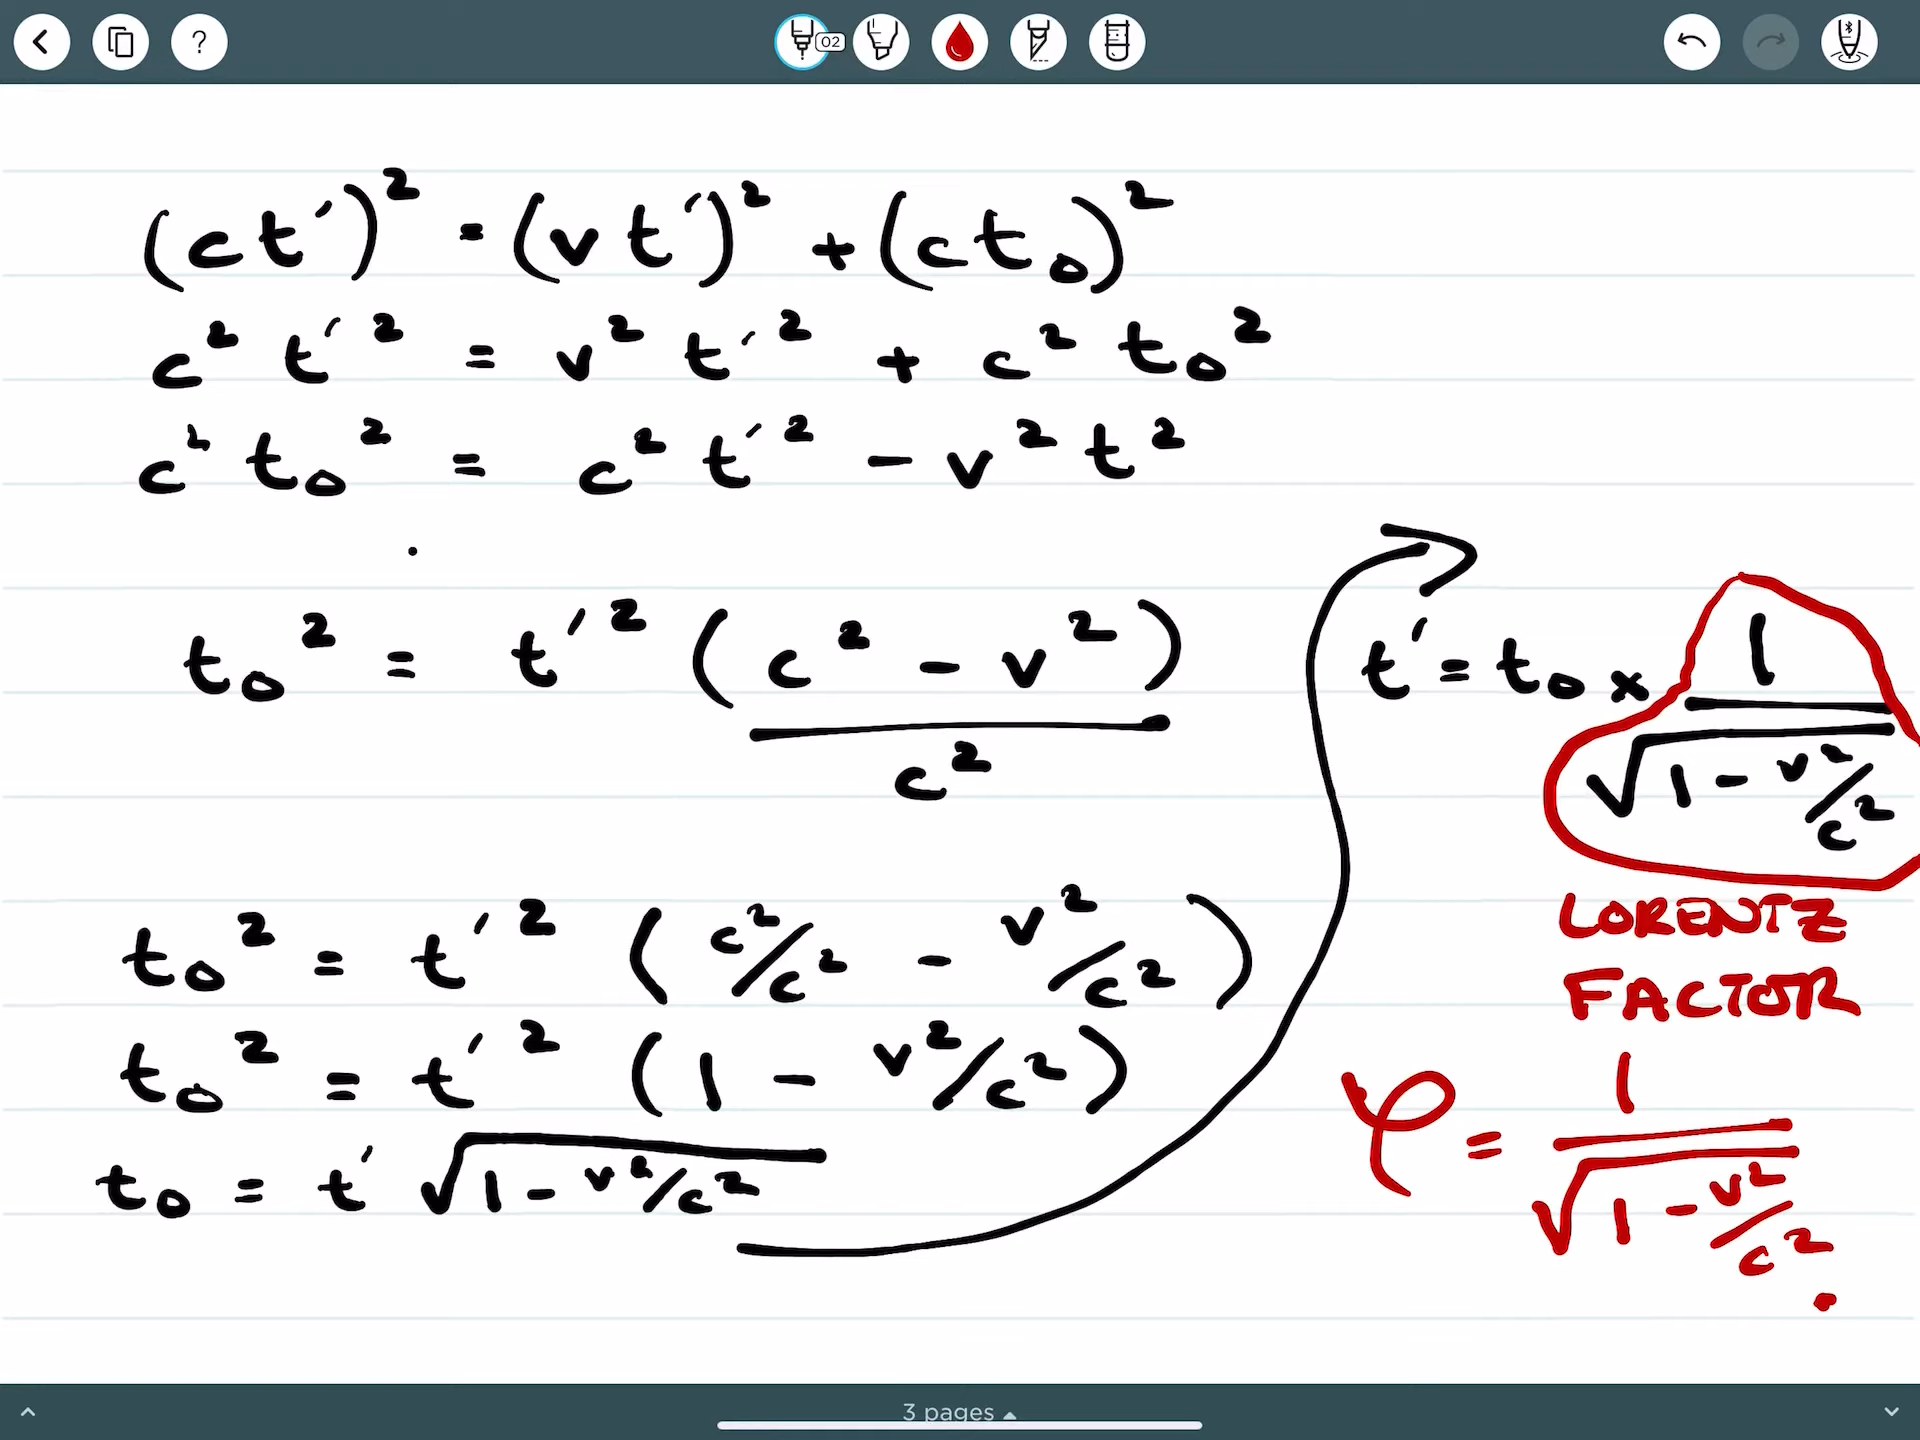 ?
02
(ct′)² = (vt′)² + (ct₀)²
c² t′² = v² t′² + c² t₀²
c² t₀² = c² t′² − v² t²
t₀² = t′² (c² − v²)
c²
t₀² = t′² (c²/c² − v²/c²)
t₀² = t′² (1 − v²/c²)
t₀ = t′ √1 − v²/c²
t′ = t₀ × 1
√1 − v²/c²
LORENTZ
FACTOR
γ = 1
√1 − v²/c²
3 pages